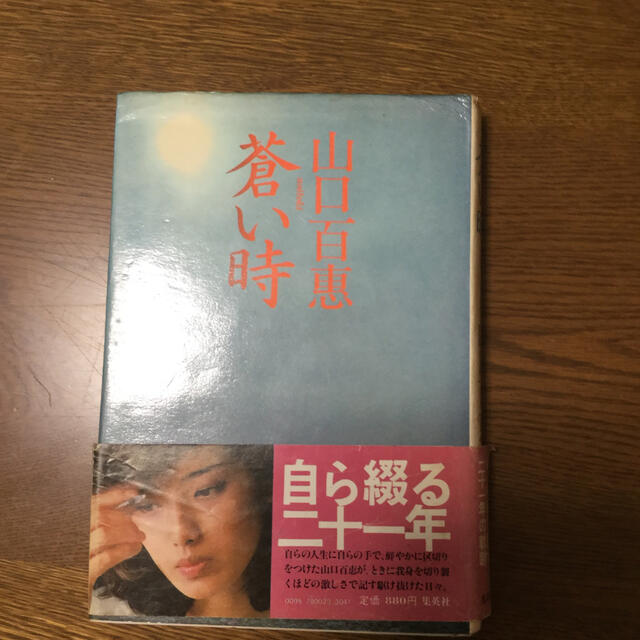 山口百恵
蒼い時
自ら綴る
二十一年
自らの人生に自らの手で、鮮やかに区切り
をつけた山口百恵が、ときに我身を切り剝
くほどの激しさで記す駆け抜けた日々。
定価 880円 集英社